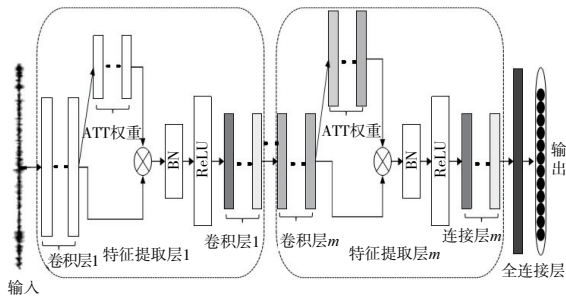 输入
卷积层1
ATT权重
BN
ReLU
卷积层1
特征提取层1
卷积层m
ATT权重
BN
ReLU
连接层m
特征提取层m
全连接层
输出